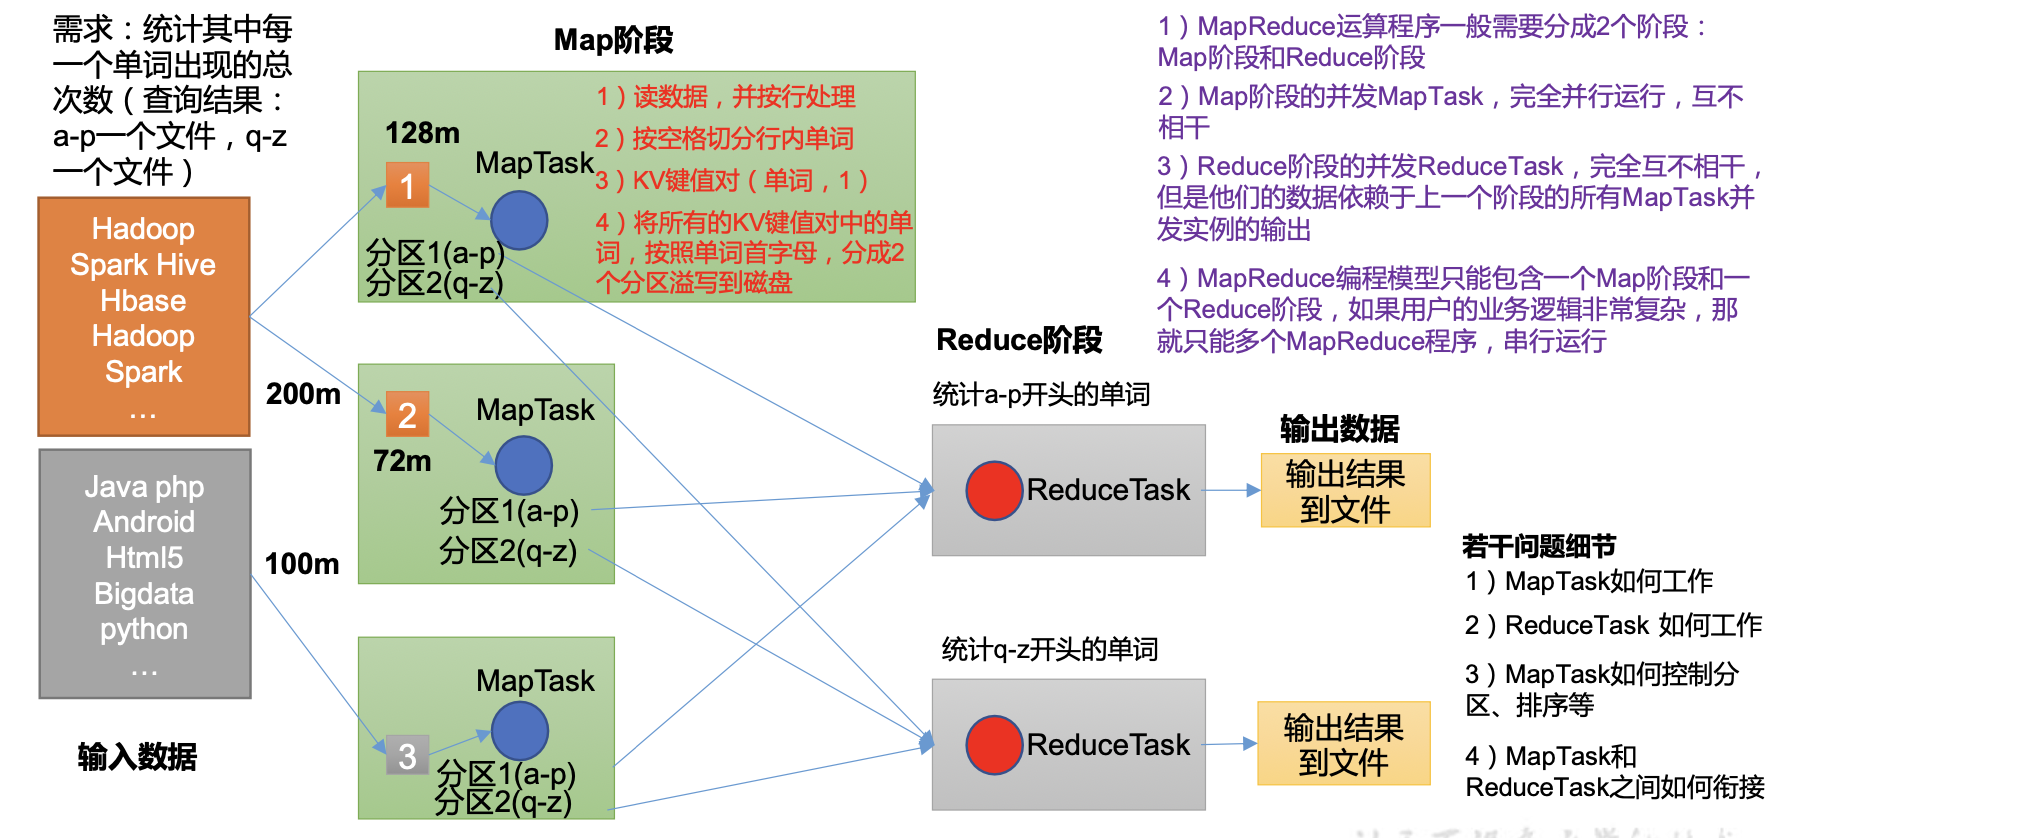 需求：统计其中每
一个单词出现的总
次数（查询结果：
a-p一个文件，q-z
一个文件）
Hadoop
Spark Hive
Hbase
Hadoop
Spark
…
200m
Java php
Android
Html5
Bigdata
python
…
100m
输入数据
Map阶段
128m
1
MapTask
分区1(a-p)
分区2(q-z)
1）读数据，并按行处理
2）按空格切分行内单词
3）KV键值对（单词，1）
4）将所有的KV键值对中的单
词，按照单词首字母，分成2
个分区溢写到磁盘
2
72m
MapTask
分区1(a-p)
分区2(q-z)
3
MapTask
分区1(a-p)
分区2(q-z)
Reduce阶段
统计a-p开头的单词
ReduceTask
统计q-z开头的单词
ReduceTask
输出数据
输出结果
到文件
输出结果
到文件
1）MapReduce运算程序一般需要分成2个阶段：
Map阶段和Reduce阶段
2）Map阶段的并发MapTask，完全并行运行，互不
相干
3）Reduce阶段的并发ReduceTask，完全互不相干，
但是他们的数据依赖于上一个阶段的所有MapTask并
发实例的输出
4）MapReduce编程模型只能包含一个Map阶段和一
个Reduce阶段，如果用户的业务逻辑非常复杂，那
就只能多个MapReduce程序，串行运行
若干问题细节
1）MapTask如何工作
2）ReduceTask 如何工作
3）MapTask如何控制分
区、排序等
4）MapTask和
ReduceTask之间如何衔接